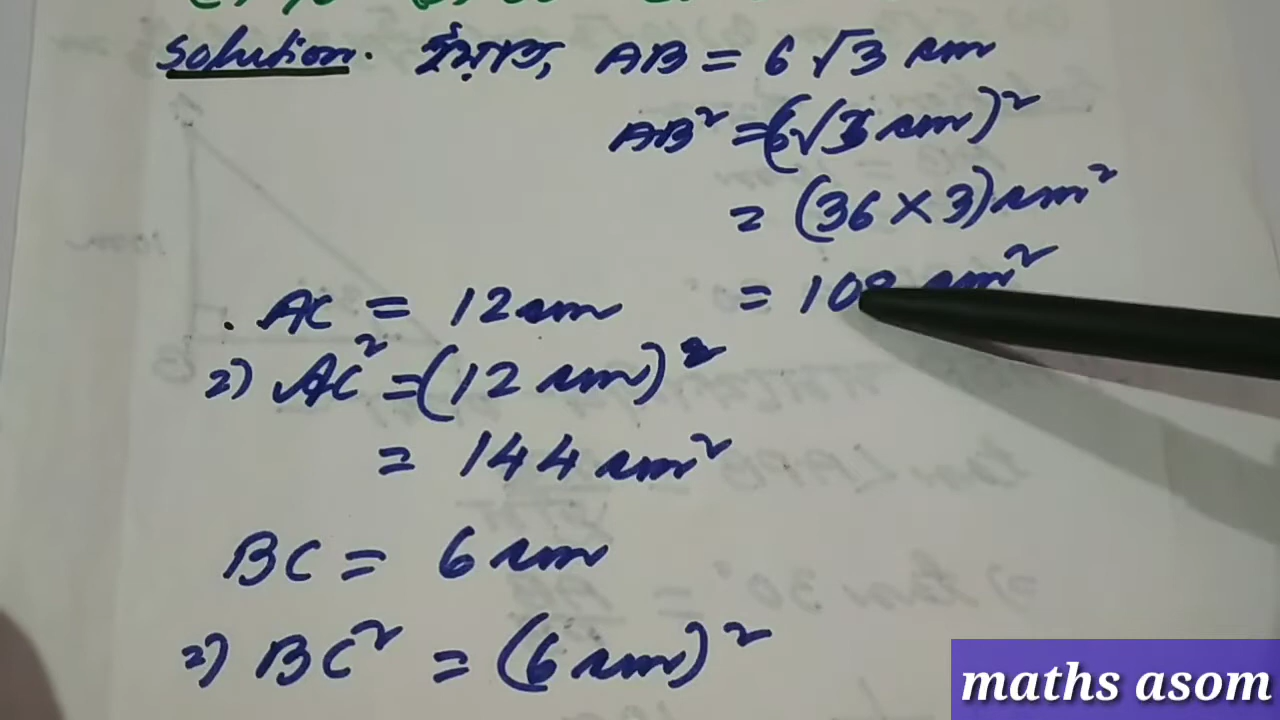 Solution. ইয়াত, AB = 6√3 cm
AB² = (6√3 cm)²
= (36 × 3) cm²
= 108 cm²
AC = 12 cm
⇒ AC² = (12 cm)²
= 144 cm²
BC = 6 cm
⇒ BC² = (6 cm)²
maths asom